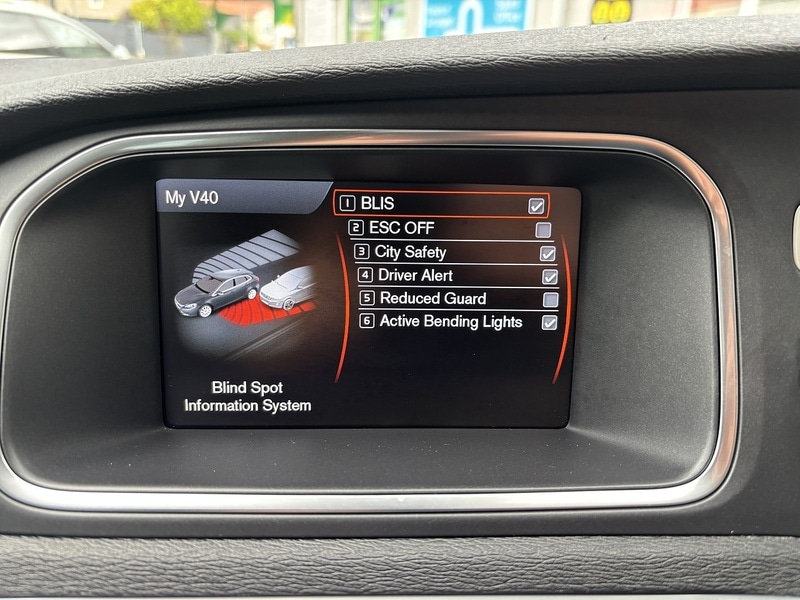 My V40
1 BLIS
2 ESC OFF
3 City Safety
4 Driver Alert
5 Reduced Guard
6 Active Bending Lights
Blind Spot
Information System